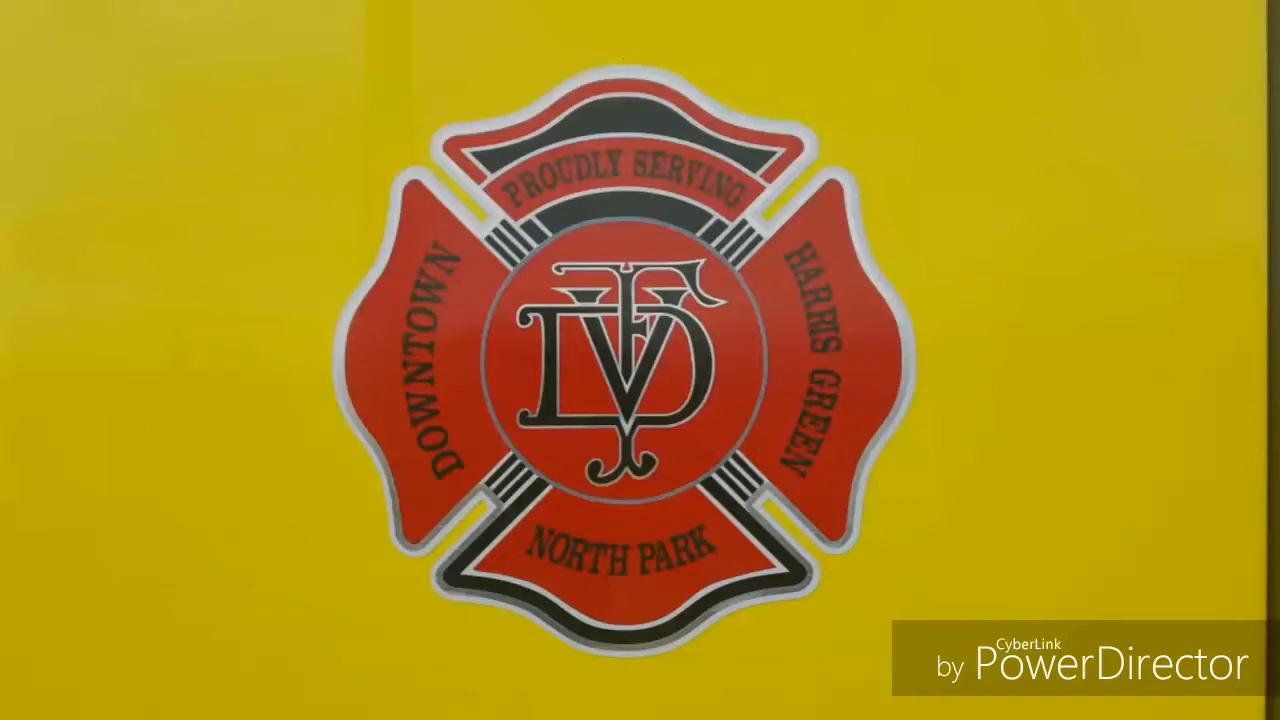 PROUDLY SERVING
DOWNTOWN
HARRIS GREEN
VFD
NORTH PARK
by CyberLink PowerDirector